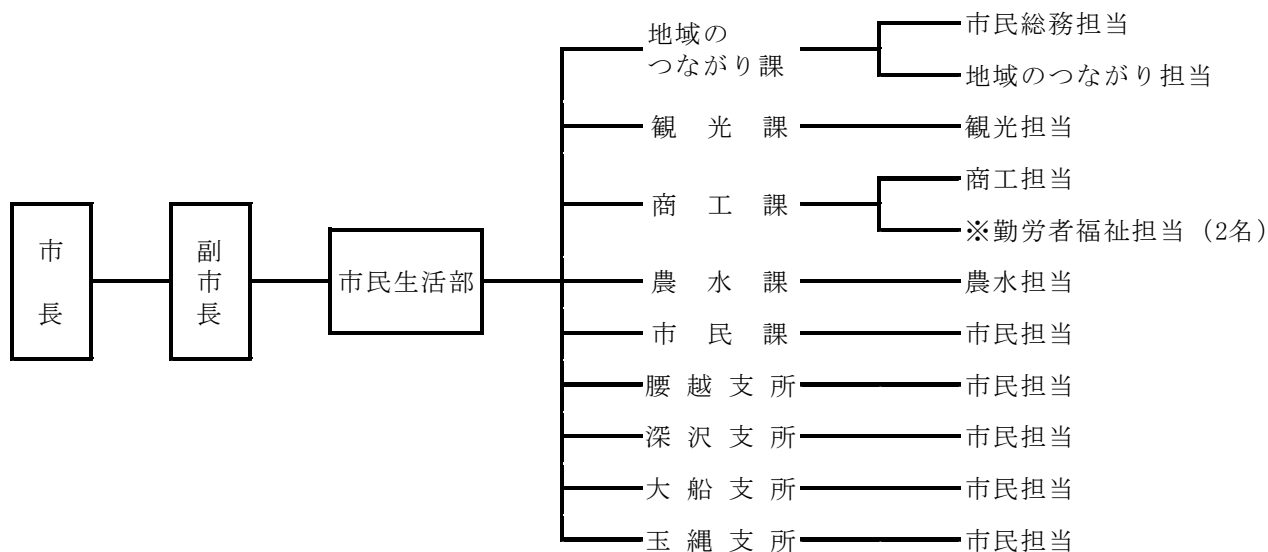 市長
副市長
市民生活部
地域の
つながり課
市民総務担当
地域のつながり担当
観光課
観光担当
商工課
商工担当
※勤労者福祉担当（2名）
農水課
農水担当
市民課
市民担当
腰越支所
市民担当
深沢支所
市民担当
大船支所
市民担当
玉縄支所
市民担当